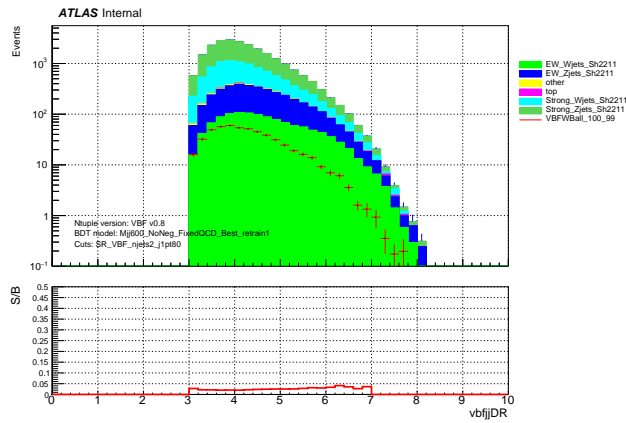 ATLAS Internal
Events
10³
10²
10
1
10⁻¹
EW_Wjets_Sh2211
EW_Zjets_Sh2211
other
top
Strong_Wjets_Sh2211
Strong_Zjets_Sh2211
VBFWBall_100_99
Ntuple version: VBF v0.8
BDT model: Mjj600_NoNeg_FixedQCD_Best_retrain1
Cuts: SR_VBF_njets2_j1pt80
S/B
0.5
0.45
0.4
0.35
0.3
0.25
0.2
0.15
0.1
0.05
0
0 1 2 3 4 5 6 7 8 9 10
vbfjjDR